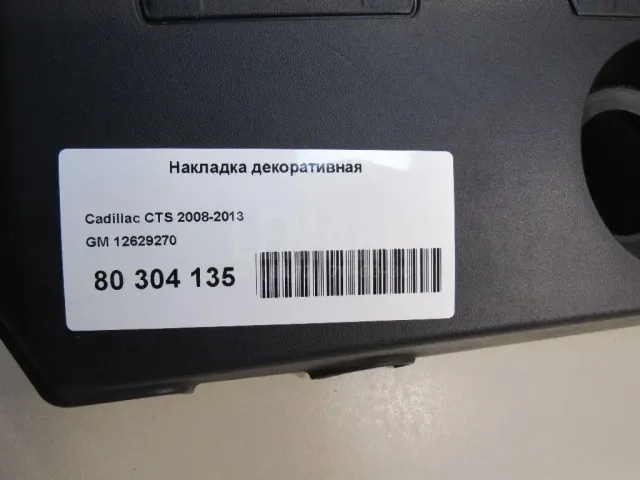 Накладка декоративная
Cadillac CTS 2008-2013
GM 12629270
80 304 135